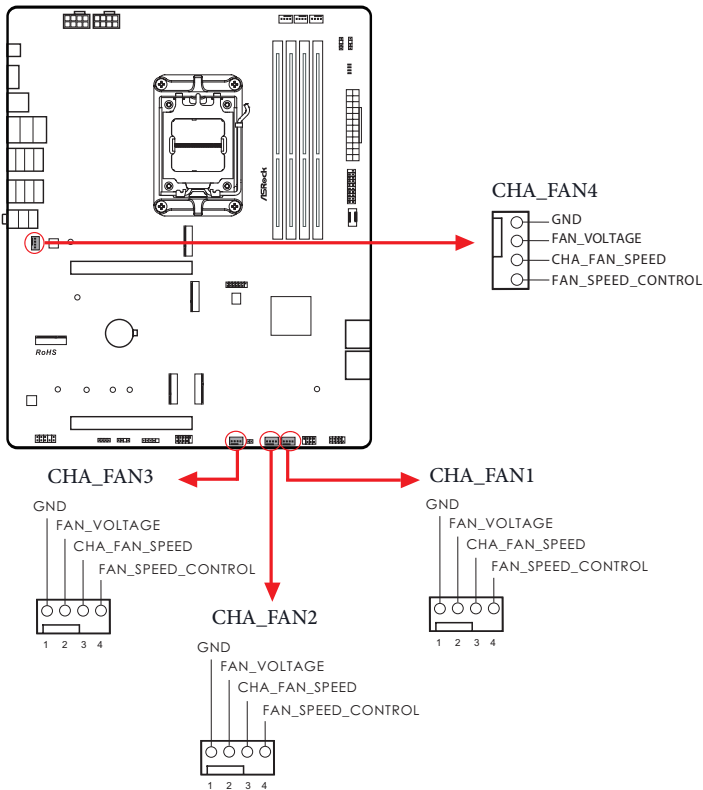 ASRock
CHA_FAN4
GND
FAN_VOLTAGE
CHA_FAN_SPEED
FAN_SPEED_CONTROL
RoHS
CHA_FAN3
GND
FAN_VOLTAGE
CHA_FAN_SPEED
FAN_SPEED_CONTROL
1 2 3 4
CHA_FAN2
GND
FAN_VOLTAGE
CHA_FAN_SPEED
FAN_SPEED_CONTROL
1 2 3 4
CHA_FAN1
GND
FAN_VOLTAGE
CHA_FAN_SPEED
FAN_SPEED_CONTROL
1 2 3 4